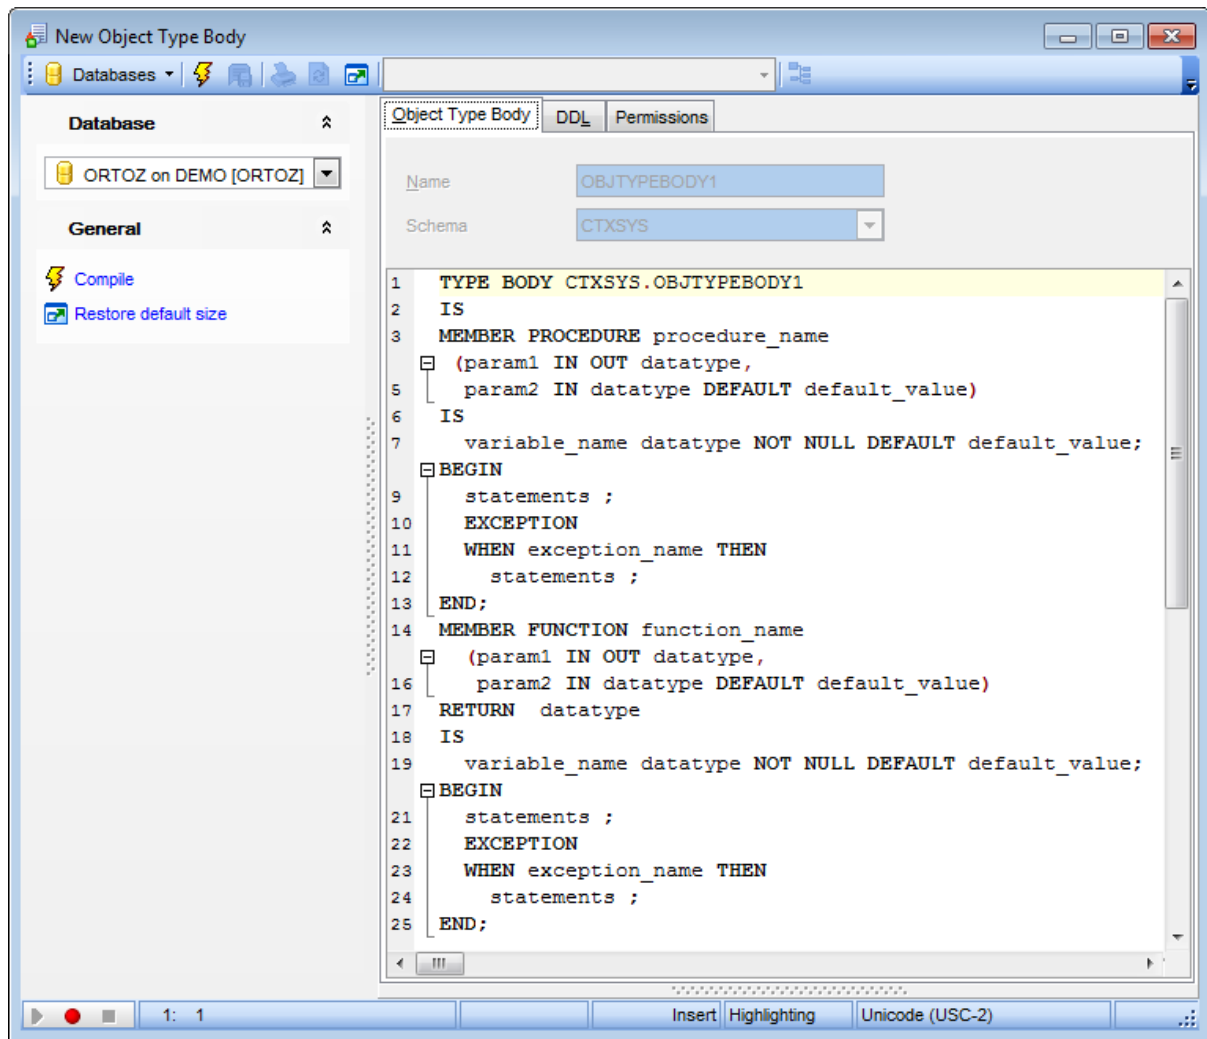 New Object Type Body
Databases
Database
ORTOZ on DEMO [ORTOZ]
General
Compile
Restore default size
Object Type Body DDL Permissions
Name OBJTYPEBODY1
Schema CTXSYS
1 TYPE BODY CTXSYS.OBJTYPEBODY1
2 IS
3 MEMBER PROCEDURE procedure_name
(param1 IN OUT datatype,
5 param2 IN datatype DEFAULT default_value)
6 IS
7 variable_name datatype NOT NULL DEFAULT default_value;
BEGIN
9 statements ;
10 EXCEPTION
11 WHEN exception_name THEN
12 statements ;
13 END;
14 MEMBER FUNCTION function_name
(param1 IN OUT datatype,
16 param2 IN datatype DEFAULT default_value)
17 RETURN  datatype
18 IS
19 variable_name datatype NOT NULL DEFAULT default_value;
BEGIN
21 statements ;
22 EXCEPTION
23 WHEN exception_name THEN
24 statements ;
25 END;
1: 1 Insert Highlighting Unicode (USC-2)